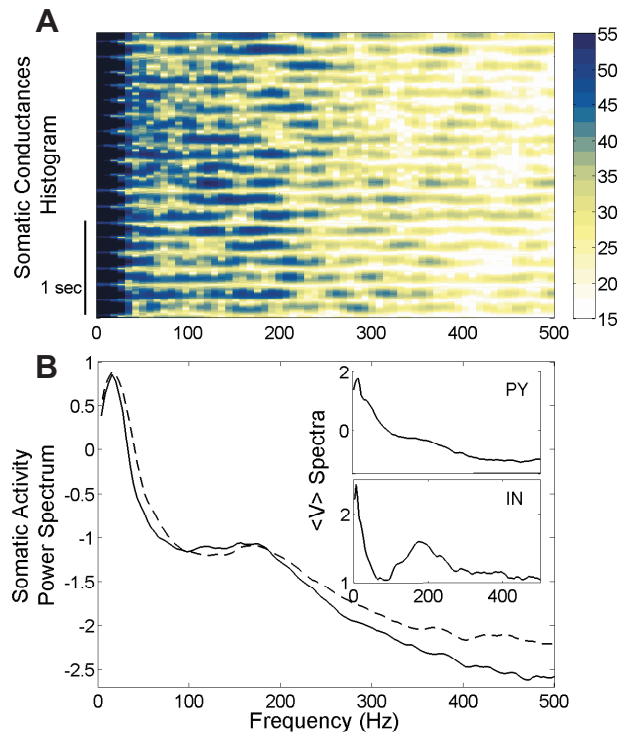 A
Somatic Conductances
Histogram
1 sec
0 100 200 300 400 500
55
50
45
40
35
30
25
20
15
B
Somatic Activity
Power Spectrum
1
0.5
0
-0.5
-1
-1.5
-2
-2.5
0 100 200 300 400 500
Frequency (Hz)
<V> Spectra
PY
2
0
IN
2
1
0 200 400